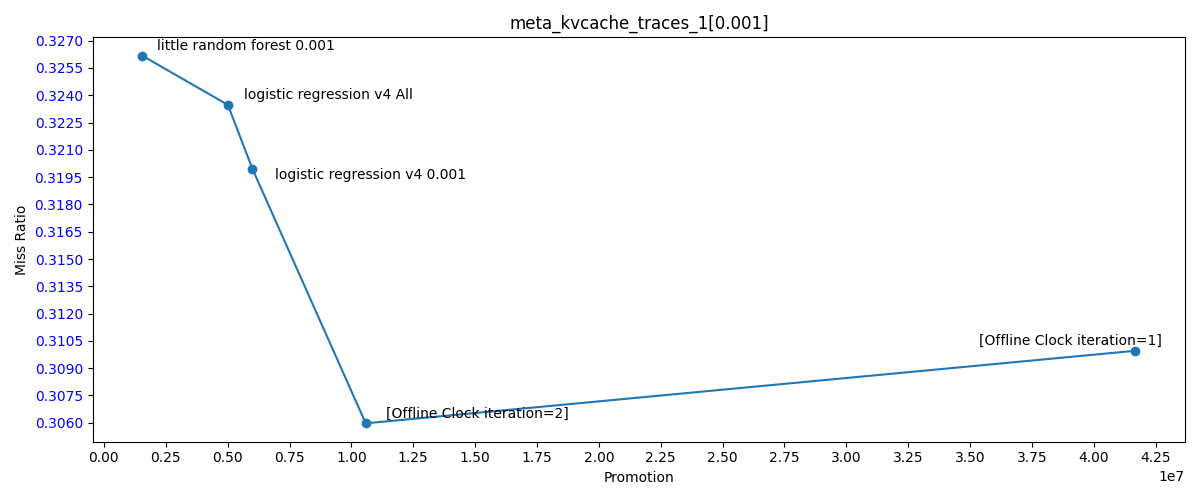 meta_kvcache_traces_1[0.001]
Miss Ratio
0.3270
0.3255
0.3240
0.3225
0.3210
0.3195
0.3180
0.3165
0.3150
0.3135
0.3120
0.3105
0.3090
0.3075
0.3060
little random forest 0.001
logistic regression v4 All
logistic regression v4 0.001
[Offline Clock iteration=1]
[Offline Clock iteration=2]
0.00 0.25 0.50 0.75 1.00 1.25 1.50 1.75 2.00 2.25 2.50 2.75 3.00 3.25 3.50 3.75 4.00 4.25
1e7
Promotion